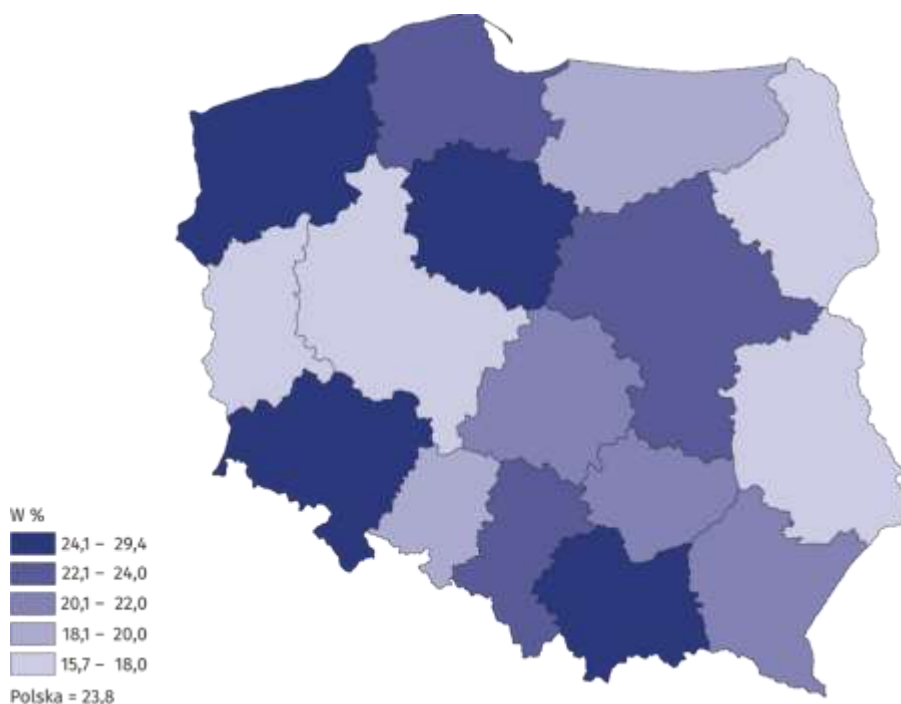 W %
24,1 – 29,4
22,1 – 24,0
20,1 – 22,0
18,1 – 20,0
15,7 – 18,0
Polska = 23,8